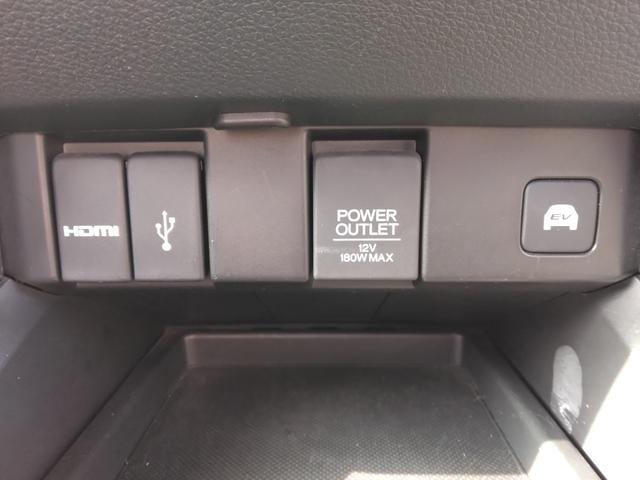 HDMI
POWER
OUTLET
12V
180W MAX
EV